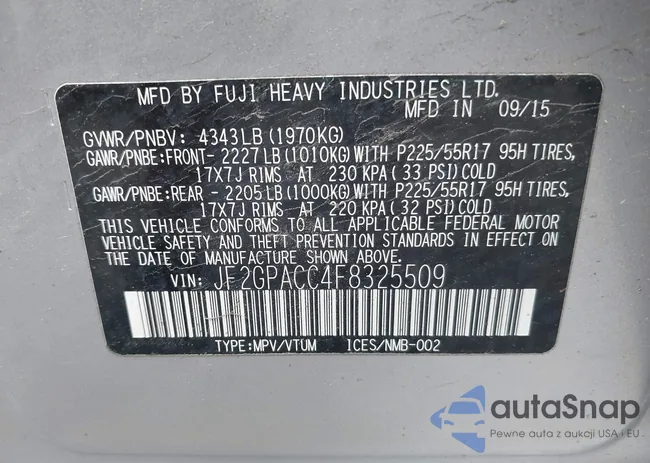 MFD BY FUJI HEAVY INDUSTRIES LTD.
MFD IN 09/15
GVWR/PNBV: 4343LB(1970KG)
GAWR/PNBE:FRONT- 2227LB(1010KG)WITH P225/55R17 95H TIRES,
17X7J RIMS AT 230 KPA(33 PSI)COLD
GAWR/PNBE:REAR - 2205LB(1000KG)WITH P225/55R17 95H TIRES,
17X7J RIMS AT 220 KPA(32 PSI)COLD
THIS VEHICLE CONFORMS TO ALL APPLICABLE FEDERAL MOTOR
VEHICLE SAFETY AND THEFT PREVENTION STANDARDS IN EFFECT ON
THE DATE OF MANUFACTURE SHOWN ABOVE.
VIN: JF2GPACC4F8325509
TYPE:MPV/VTUM ICES/NMB-002
autoSnap
Pewne auta z aukcji USA i EU